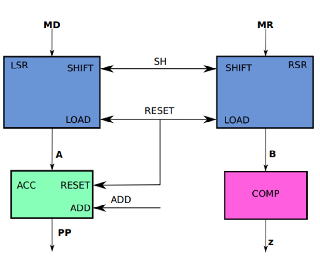 MD MR
LSR RSR
SHIFT SH SHIFT
RESET
LOAD LOAD
A B
ACC RESET COMP
ADD ADD
PP z